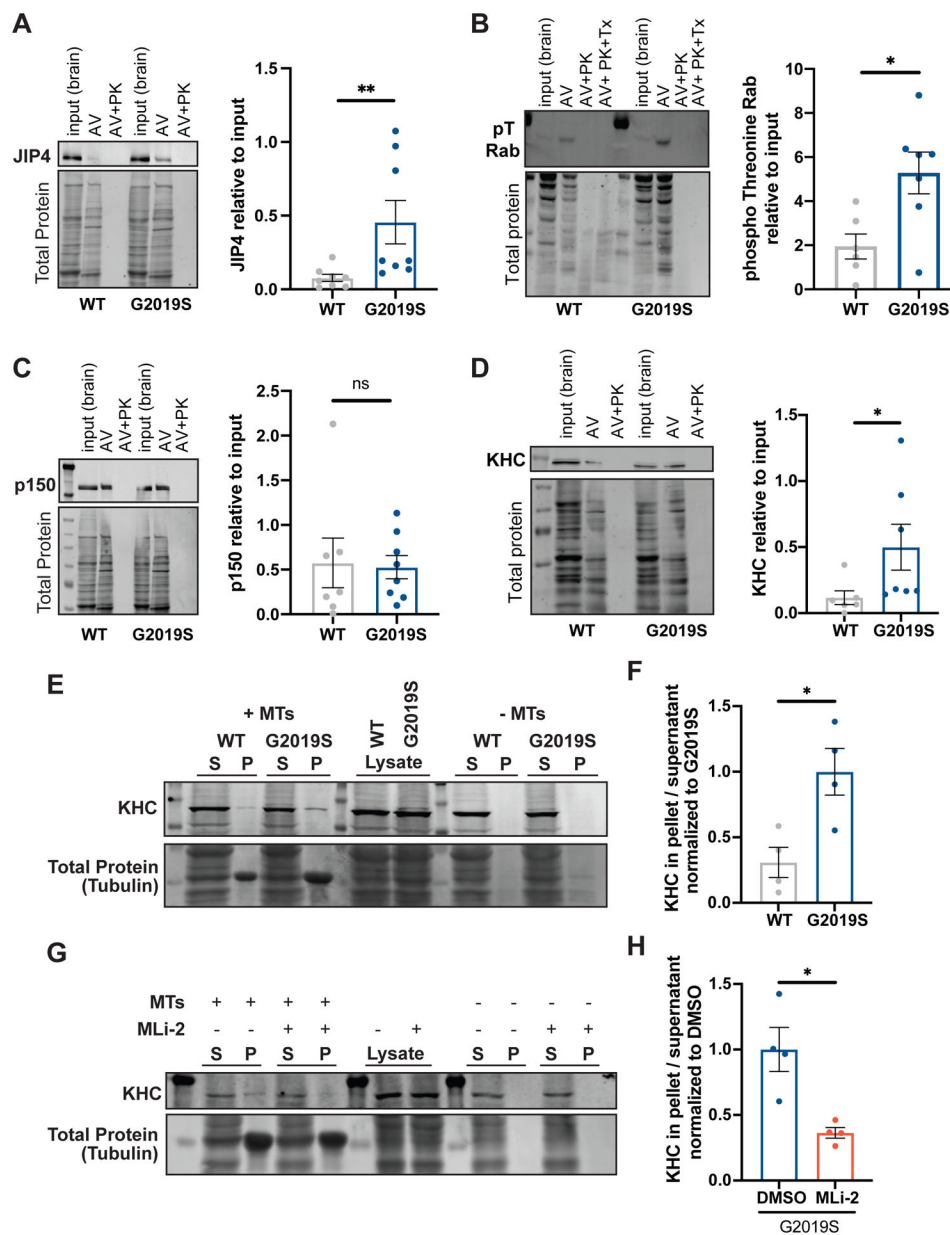 A
input (brain)
AV
AV+PK
input (brain)
AV
AV+PK
JIP4
Total Protein
WT
G2019S
JIP4 relative to input
1.5
1.0
0.5
0.0
**
WT
G2019S
B
input (brain)
AV
AV+PK
AV+ PK+Tx
input (brain)
AV
AV+PK
AV+ PK+Tx
pT
Rab
Total protein
WT
G2019S
phospho Threonine Rab
relative to input
10
8
6
4
2
0
*
WT
G2019S
C
input (brain)
AV
AV+PK
input (brain)
AV
AV+PK
p150
Total Protein
WT
G2019S
p150 relative to input
2.5
2.0
1.5
1.0
0.5
0.0
ns
WT
G2019S
D
input (brain)
AV
AV+PK
input (brain)
AV
AV+PK
KHC
Total protein
WT
G2019S
KHC relative to input
1.5
1.0
0.5
0.0
*
WT
G2019S
E
+ MTs
WT
G2019S
- MTs
WT G2019S
WT G2019S
S P S P Lysate S P S P
KHC
Total Protein
(Tubulin)
F
KHC in pellet / supernatant
normalized to G2019S
1.5
1.0
0.5
0.0
*
WT
G2019S
G
MTs + + + + - - - -
MLi-2 - - + + - + - - + +
S P S P Lysate S P S P
KHC
Total Protein
(Tubulin)
H
KHC in pellet / supernatant
normalized to DMSO
1.5
1.0
0.5
0.0
*
DMSO MLi-2
G2019S